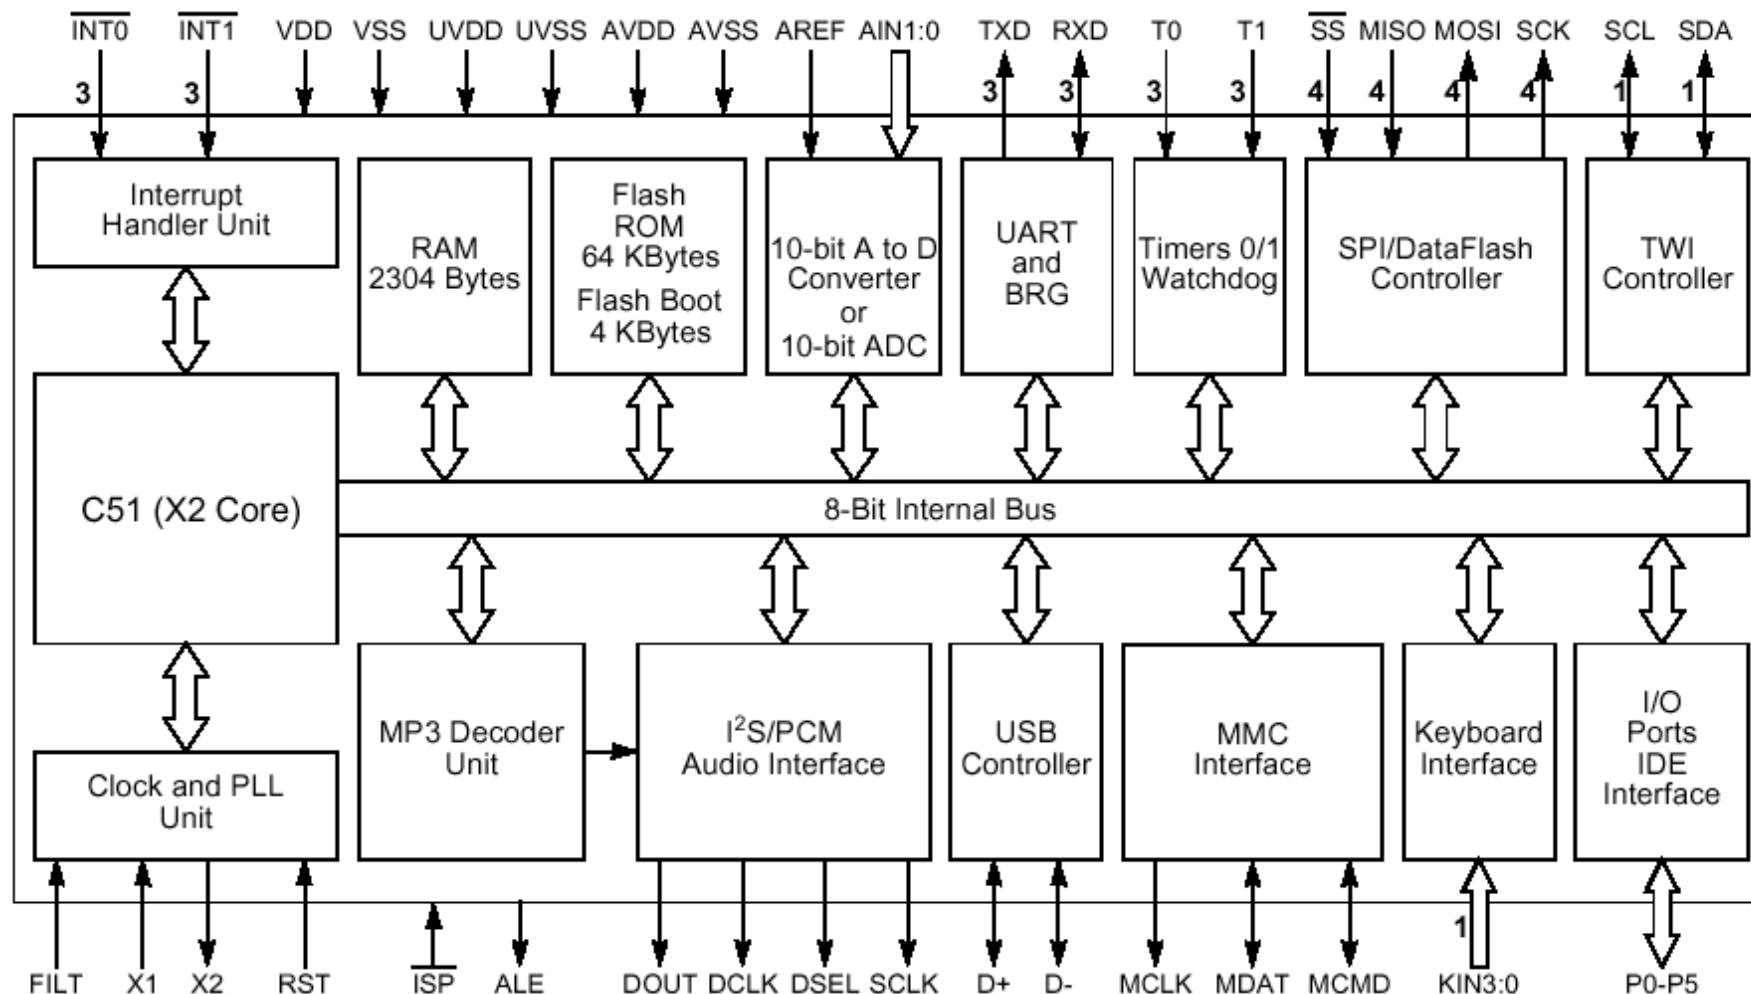 INT0 INT1 VDD VSS UVDD UVSS AVDD AVSS AREF AIN1:0 TXD RXD T0 T1 SS MISO MOSI SCK SCL SDA
3 3 3 3 3 3 4 4 4 4 1 1
Interrupt
Handler Unit
RAM
2304 Bytes
Flash
ROM
64 KBytes
Flash Boot
4 KBytes
10-bit A to D
Converter
or
10-bit ADC
UART
and
BRG
Timers 0/1
Watchdog
SPI/DataFlash
Controller
TWI
Controller
C51 (X2 Core)
8-Bit Internal Bus
Clock and PLL
Unit
MP3 Decoder
Unit
I²S/PCM
Audio Interface
USB
Controller
MMC
Interface
Keyboard
Interface
I/O
Ports
IDE
Interface
1
FILT X1 X2 RST ISP ALE DOUT DCLK DSEL SCLK D+ D- MCLK MDAT MCMD KIN3:0 P0-P5